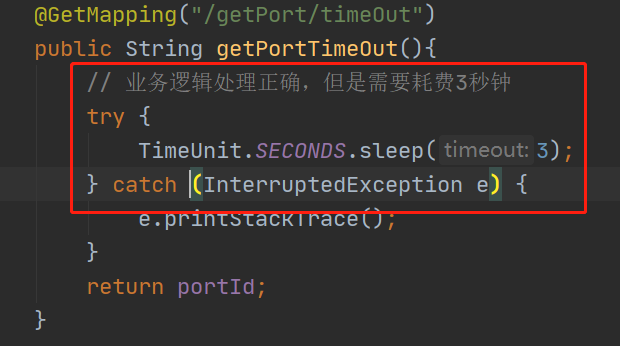 @GetMapping("/getPort/timeOut")
public String getPortTimeOut(){
// 业务逻辑处理正确，但是需要耗费3秒钟
try {
TimeUnit.SECONDS.sleep( timeout: 3);
} catch (InterruptedException e) {
e.printStackTrace();
}
return portId;
}